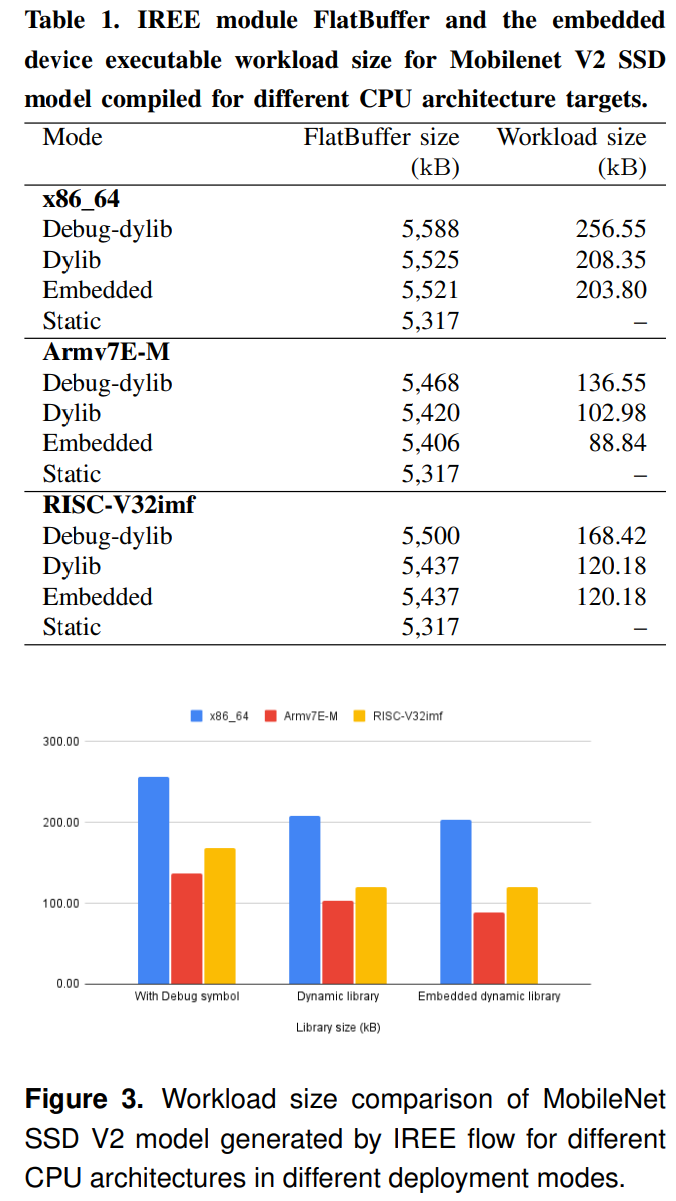 Table 1. IREE module FlatBuffer and the embedded
device executable workload size for Mobilenet V2 SSD
model compiled for different CPU architecture targets.
Mode FlatBuffer size Workload size
(kB) (kB)
x86_64
Debug-dylib 5,588 256.55
Dylib 5,525 208.35
Embedded 5,521 203.80
Static 5,317 –
Armv7E-M
Debug-dylib 5,468 136.55
Dylib 5,420 102.98
Embedded 5,406 88.84
Static 5,317 –
RISC-V32imf
Debug-dylib 5,500 168.42
Dylib 5,437 120.18
Embedded 5,437 120.18
Static 5,317 –
x86_64 Armv7E-M RISC-V32imf
300.00
200.00
100.00
0.00
With Debug symbol Dynamic library Embedded dynamic library
Library size (kB)
Figure 3. Workload size comparison of MobileNet
SSD V2 model generated by IREE flow for different
CPU architectures in different deployment modes.